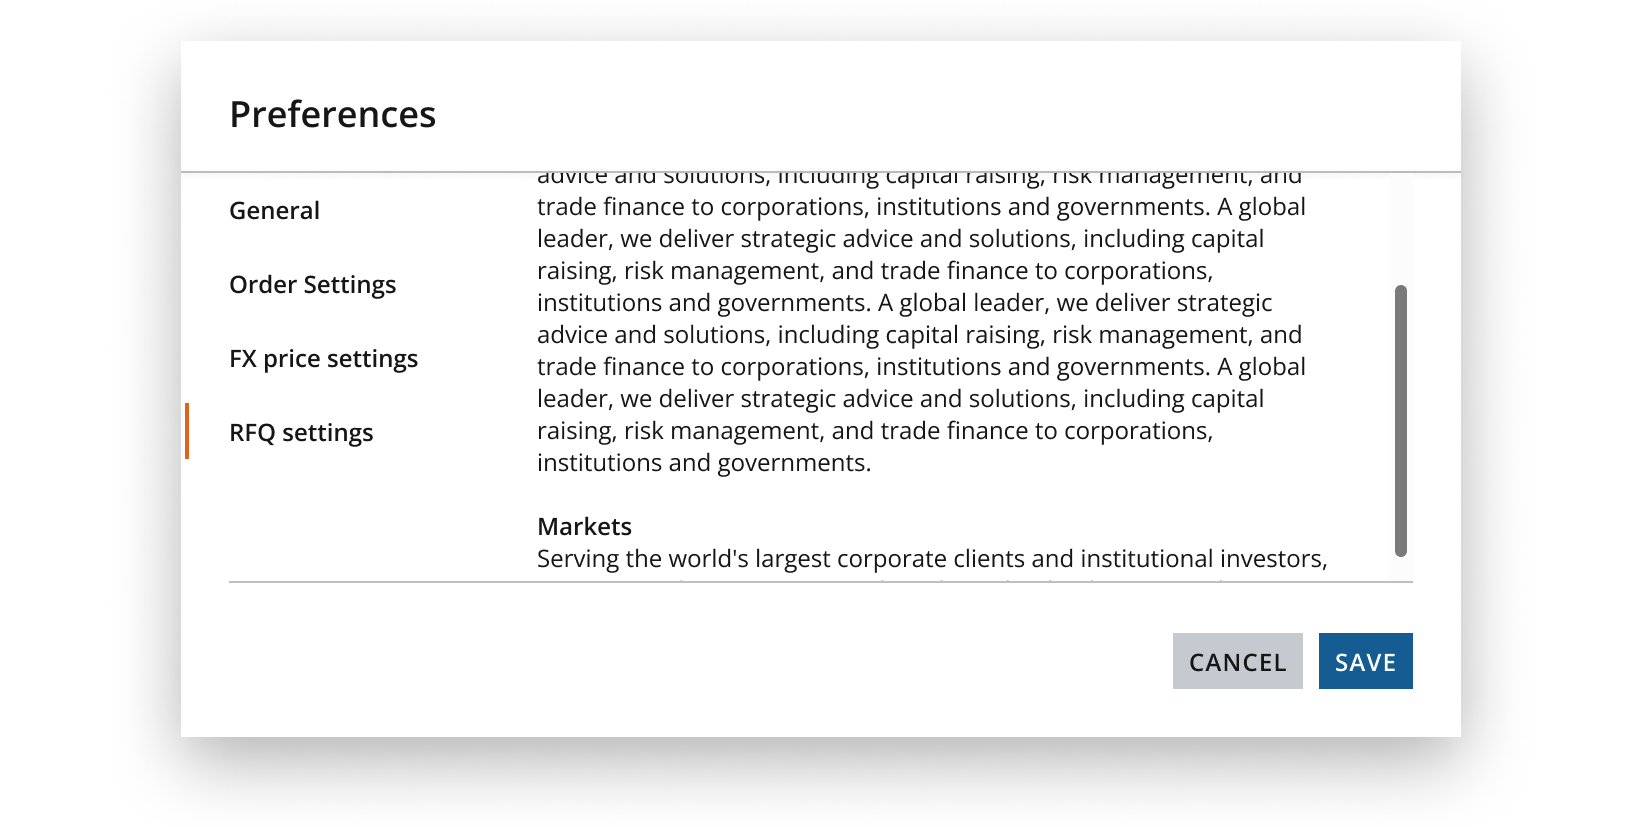 Preferences
General
Order Settings
FX price settings
RFQ settings
advice and solutions, including capital raising, risk management, and
trade finance to corporations, institutions and governments. A global
leader, we deliver strategic advice and solutions, including capital
raising, risk management, and trade finance to corporations,
institutions and governments. A global leader, we deliver strategic
advice and solutions, including capital raising, risk management, and
trade finance to corporations, institutions and governments. A global
leader, we deliver strategic advice and solutions, including capital
raising, risk management, and trade finance to corporations,
institutions and governments.
Markets
Serving the world's largest corporate clients and institutional investors,
CANCEL
SAVE